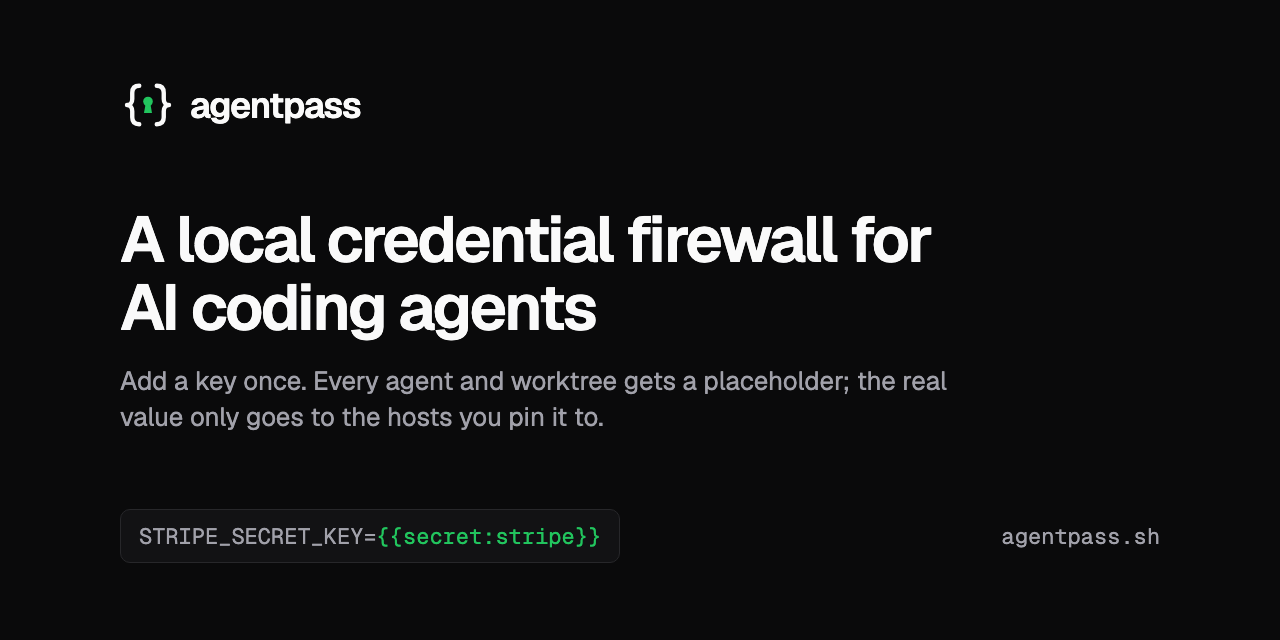 agentpass
A local credential firewall for
AI coding agents
Add a key once. Every agent and worktree gets a placeholder; the real
value only goes to the hosts you pin it to.
STRIPE_SECRET_KEY={{secret:stripe}}
agentpass.sh